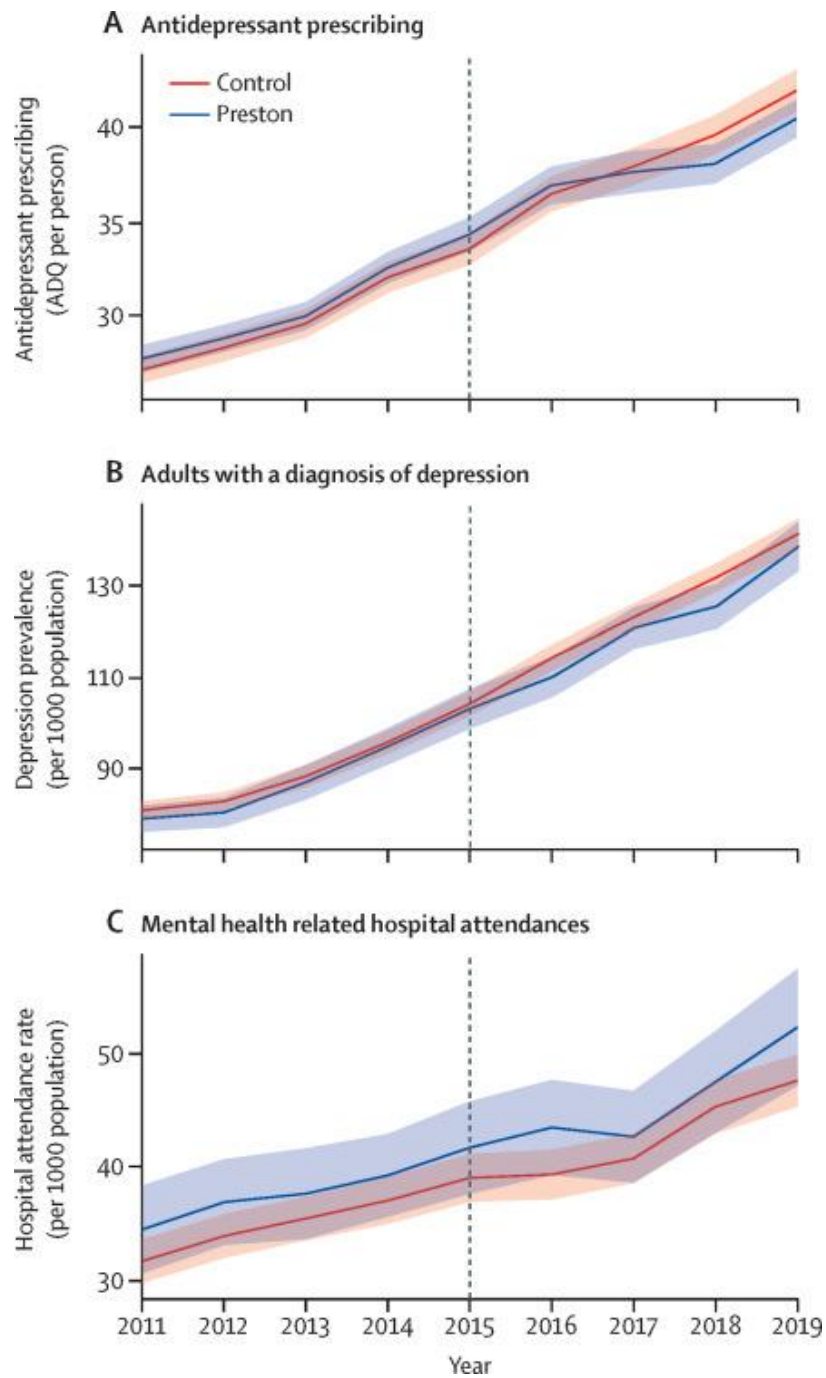 A Antidepressant prescribing
Control
Preston
Antidepressant prescribing
(ADQ per person)
40
35
30
B Adults with a diagnosis of depression
Depression prevalence
(per 1000 population)
130
110
90
C Mental health related hospital attendances
Hospital attendance rate
(per 1000 population)
50
40
30
2011 2012 2013 2014 2015 2016 2017 2018 2019
Year